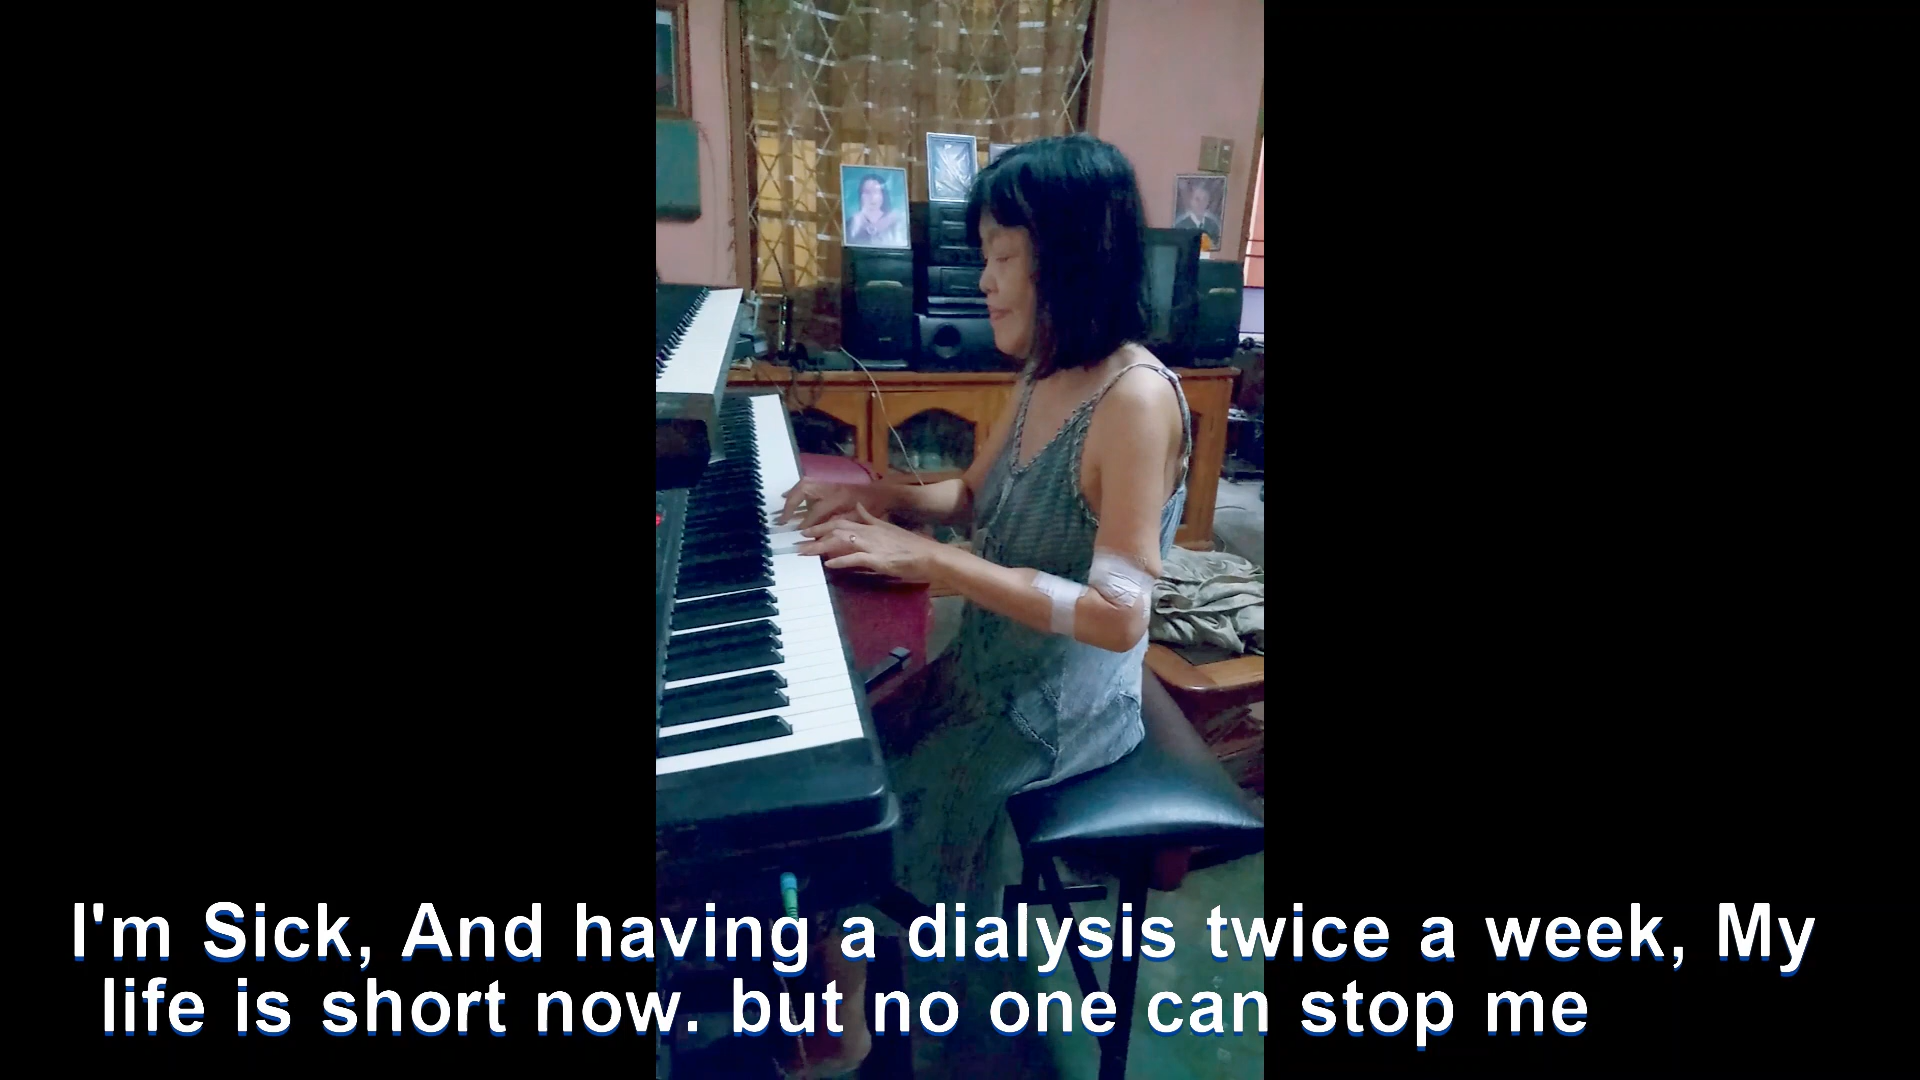 I'm Sick, And having a dialysis twice a week, My
life is short now. but no one can stop me